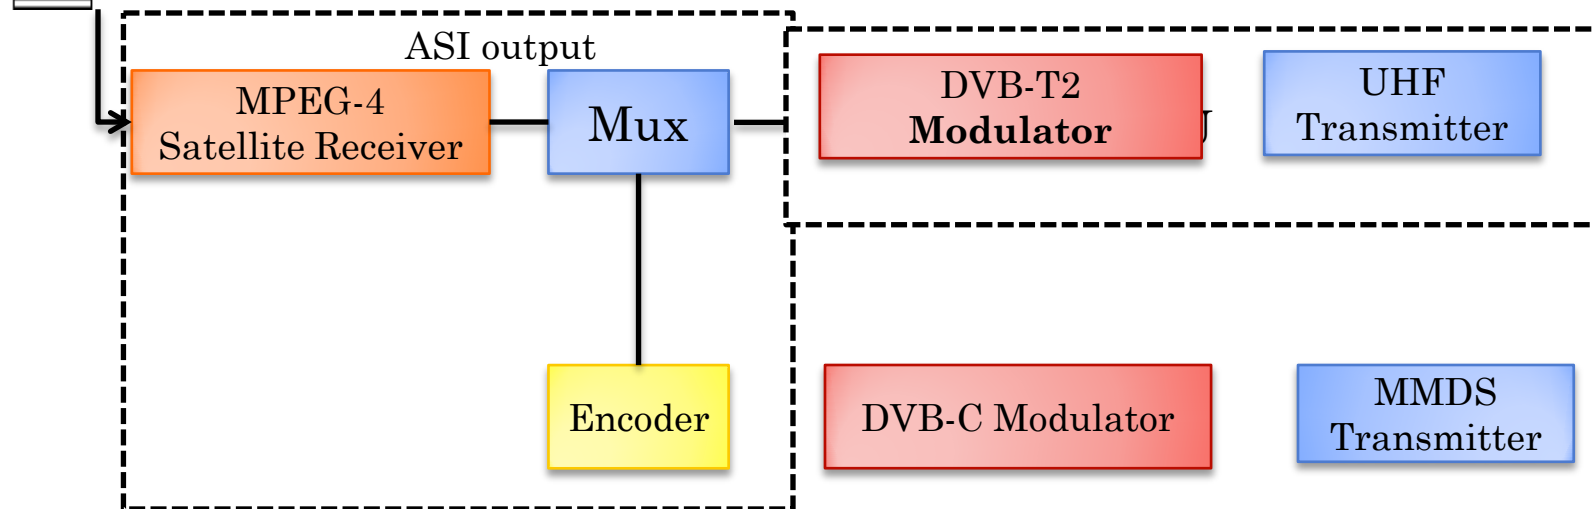 ASI output
MPEG-4
Satellite Receiver
Mux
DVB-T2
Modulator
UHF
Transmitter
Encoder
DVB-C Modulator
MMDS
Transmitter